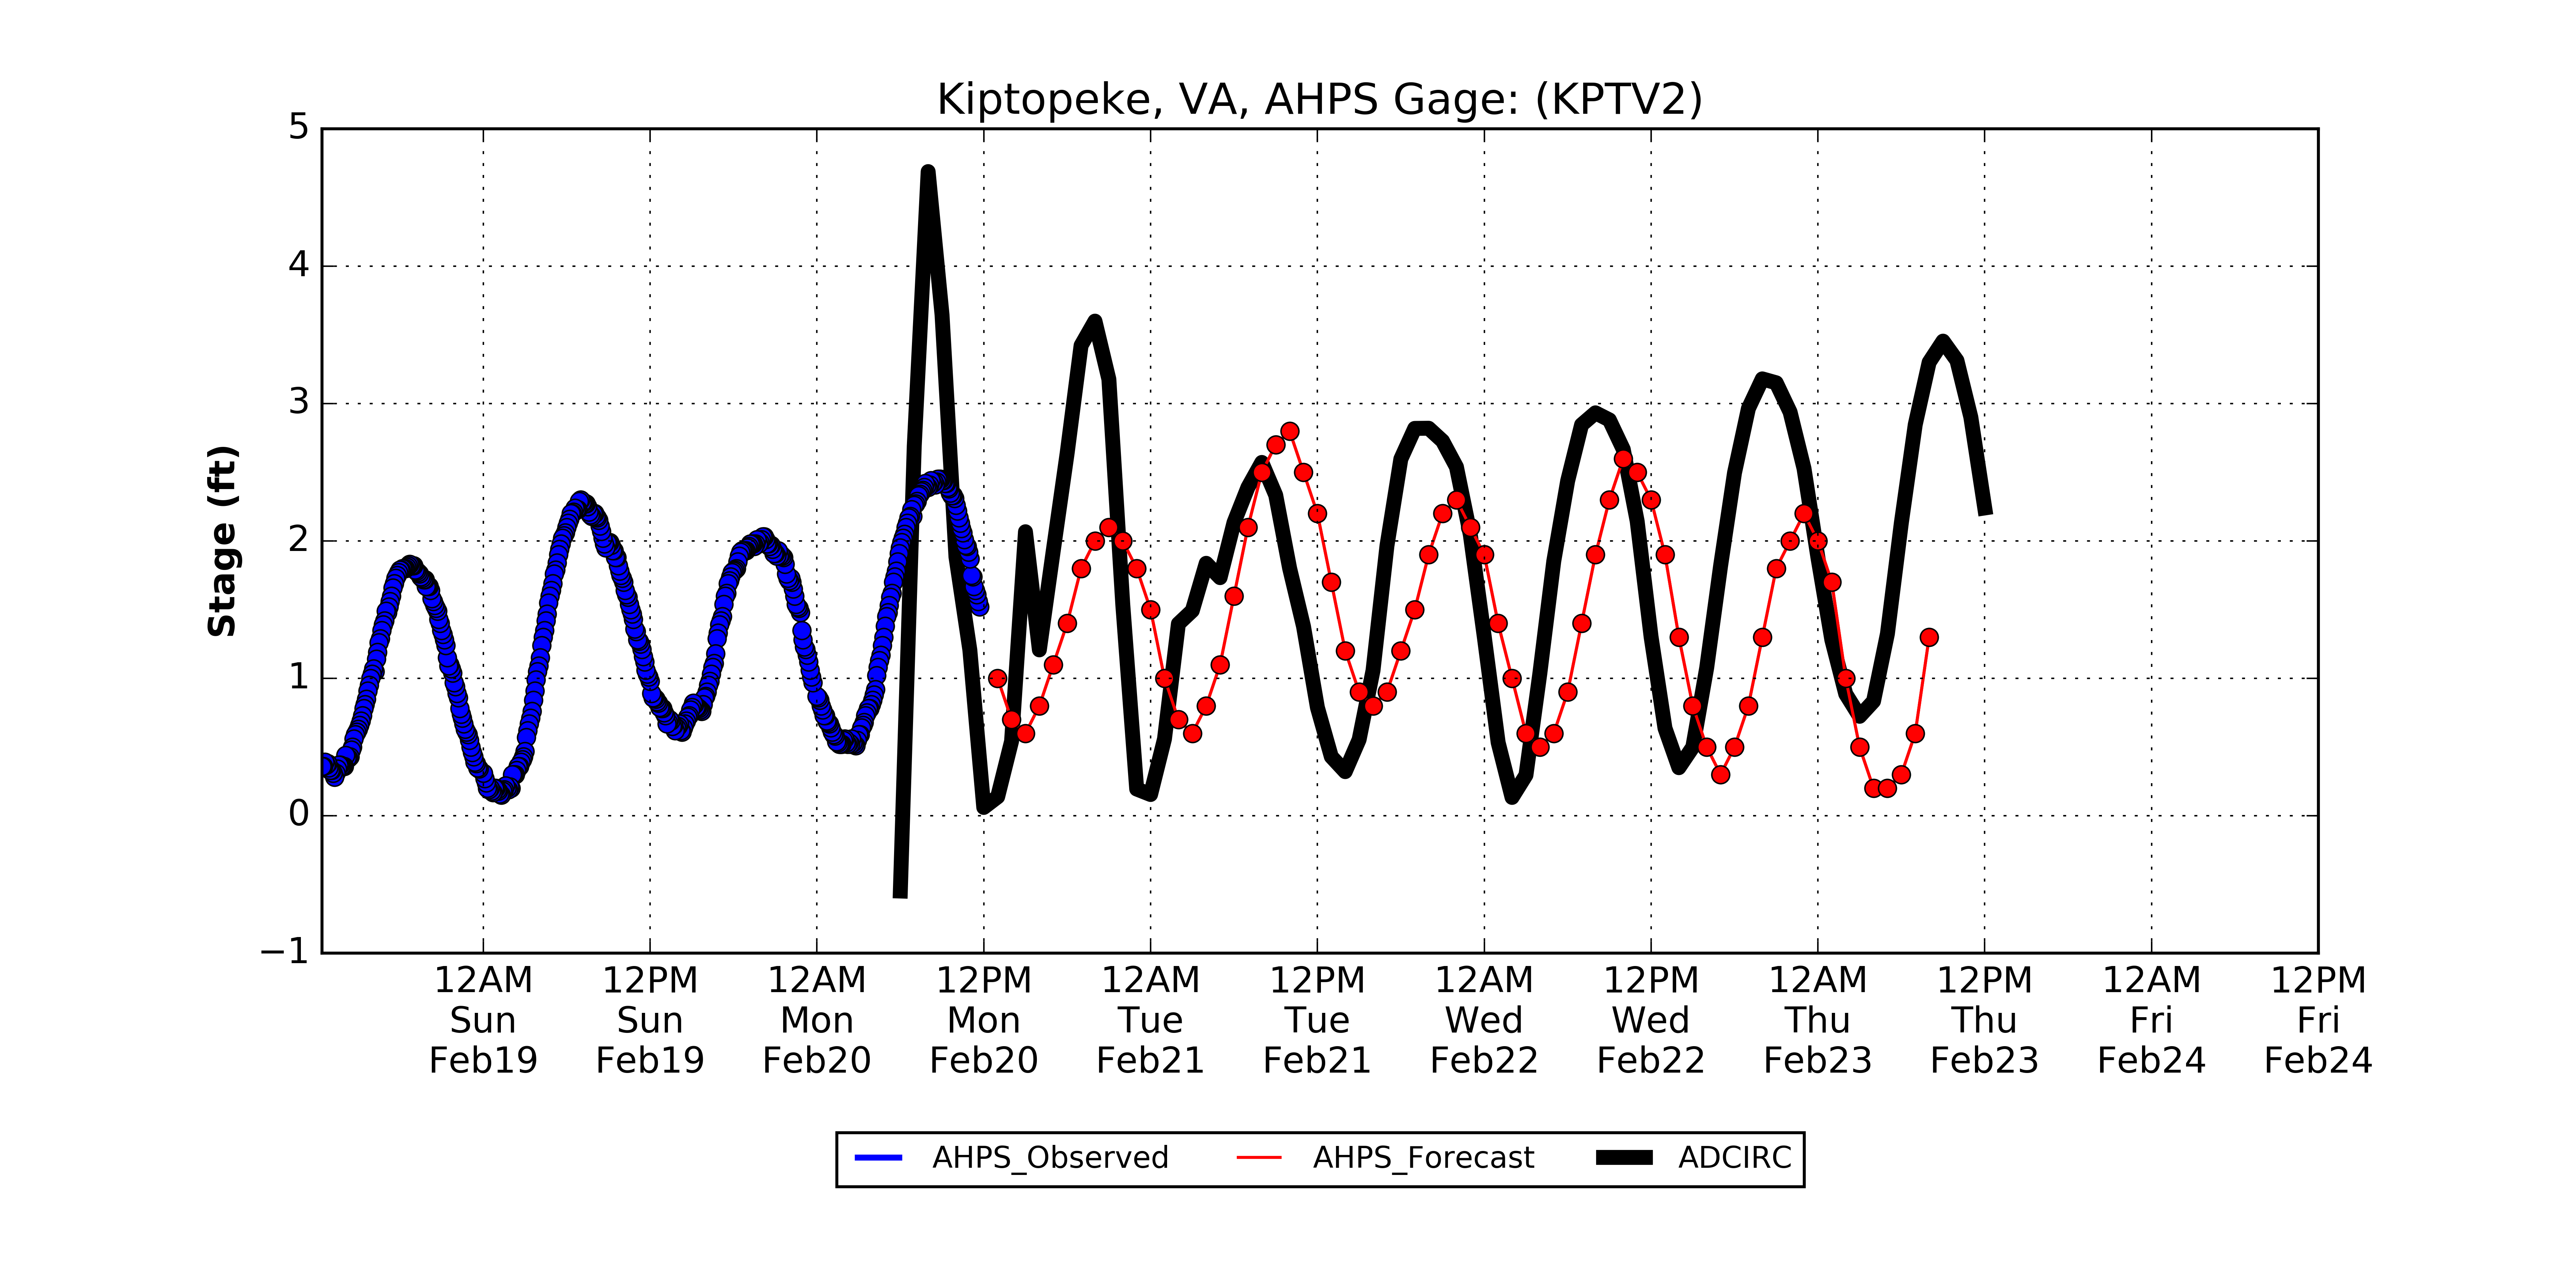 Kiptopeke, VA, AHPS Gage: (KPTV2)
5
4
3
2
1
0
−1
Stage (ft)
12AM 12PM 12AM 12PM 12AM 12PM 12AM 12PM 12AM 12PM 12AM 12PM
Sun Sun Mon Mon Tue Tue Wed Wed Thu Thu Fri Fri
Feb19 Feb19 Feb20 Feb20 Feb21 Feb21 Feb22 Feb22 Feb23 Feb23 Feb24 Feb24
AHPS_Observed AHPS_Forecast ADCIRC